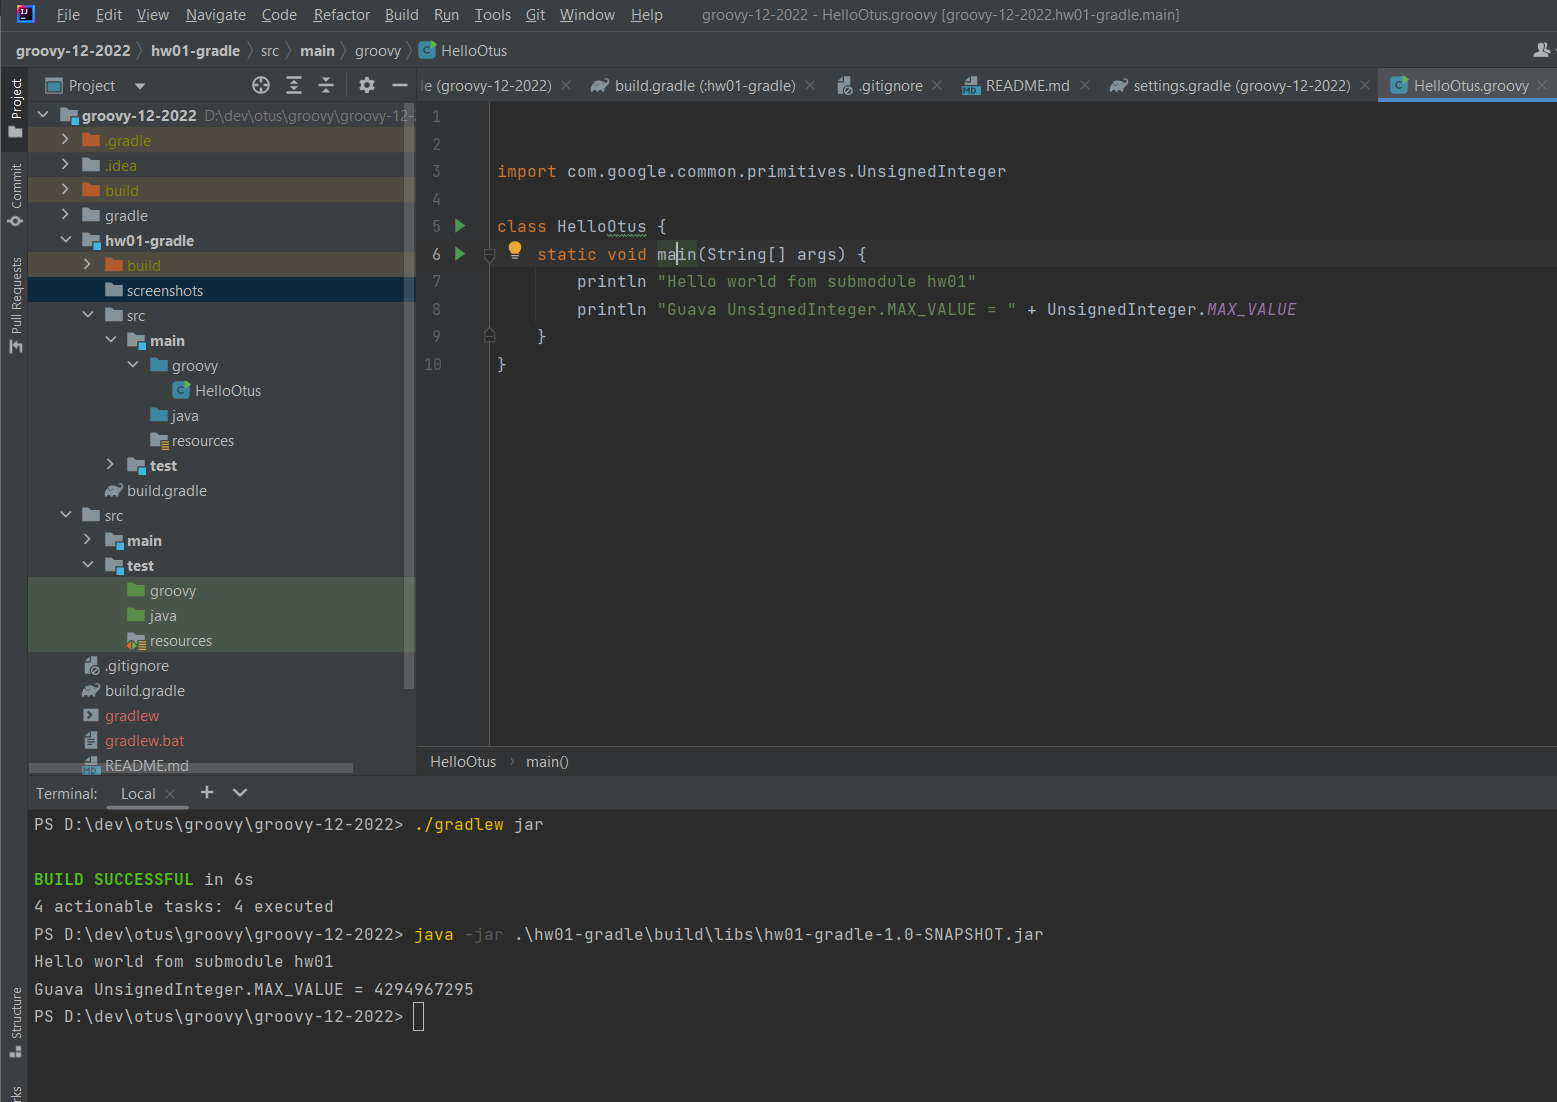 File Edit View Navigate Code Refactor Build Run Tools Git Window Help groovy-12-2022 - HelloOtus.groovy [groovy-12-2022.hw01-gradle.main]
groovy-12-2022 hw01-gradle src main groovy HelloOtus
Project
Commit
Pull Requests
Structure
Project
groovy-12-2022 D:\dev\otus\groovy\groovy-12-
.gradle
.idea
build
gradle
hw01-gradle
build
screenshots
src
main
groovy
HelloOtus
java
resources
test
build.gradle
src
main
test
groovy
java
resources
.gitignore
build.gradle
gradlew
gradlew.bat
README.md
le (groovy-12-2022) build.gradle (:hw01-gradle) .gitignore README.md settings.gradle (groovy-12-2022) HelloOtus.groovy
1
2
3 import com.google.common.primitives.UnsignedInteger
4
5 class HelloOtus {
6 static void main(String[] args) {
7 println "Hello world fom submodule hw01"
8 println "Guava UnsignedInteger.MAX_VALUE = " + UnsignedInteger.MAX_VALUE
9 }
10 }
HelloOtus › main()
Terminal: Local
PS D:\dev\otus\groovy\groovy-12-2022> ./gradlew jar
BUILD SUCCESSFUL in 6s
4 actionable tasks: 4 executed
PS D:\dev\otus\groovy\groovy-12-2022> java -jar .\hw01-gradle\build\libs\hw01-gradle-1.0-SNAPSHOT.jar
Hello world fom submodule hw01
Guava UnsignedInteger.MAX_VALUE = 4294967295
PS D:\dev\otus\groovy\groovy-12-2022>